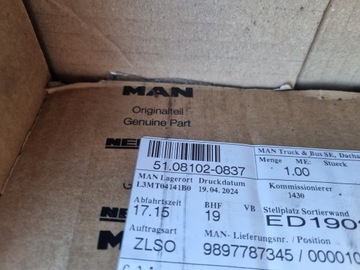 MAN
MAN
Originalteil
Genuine Part
51.08102-0837
MAN Truck & Bus SE, Dachau
Menge ME: Stueck
1.00
MAN Lagerort Druckdatum
L3MT04141B0 19.04.2024
Kommissionierer
1430
Abfahrtszeit BHF VB Stellplatz Sortierwand
17.15 19 ED190
Auftragsart MAN- Lieferungsnr. / Position
ZLSO 9897787345 / 000010